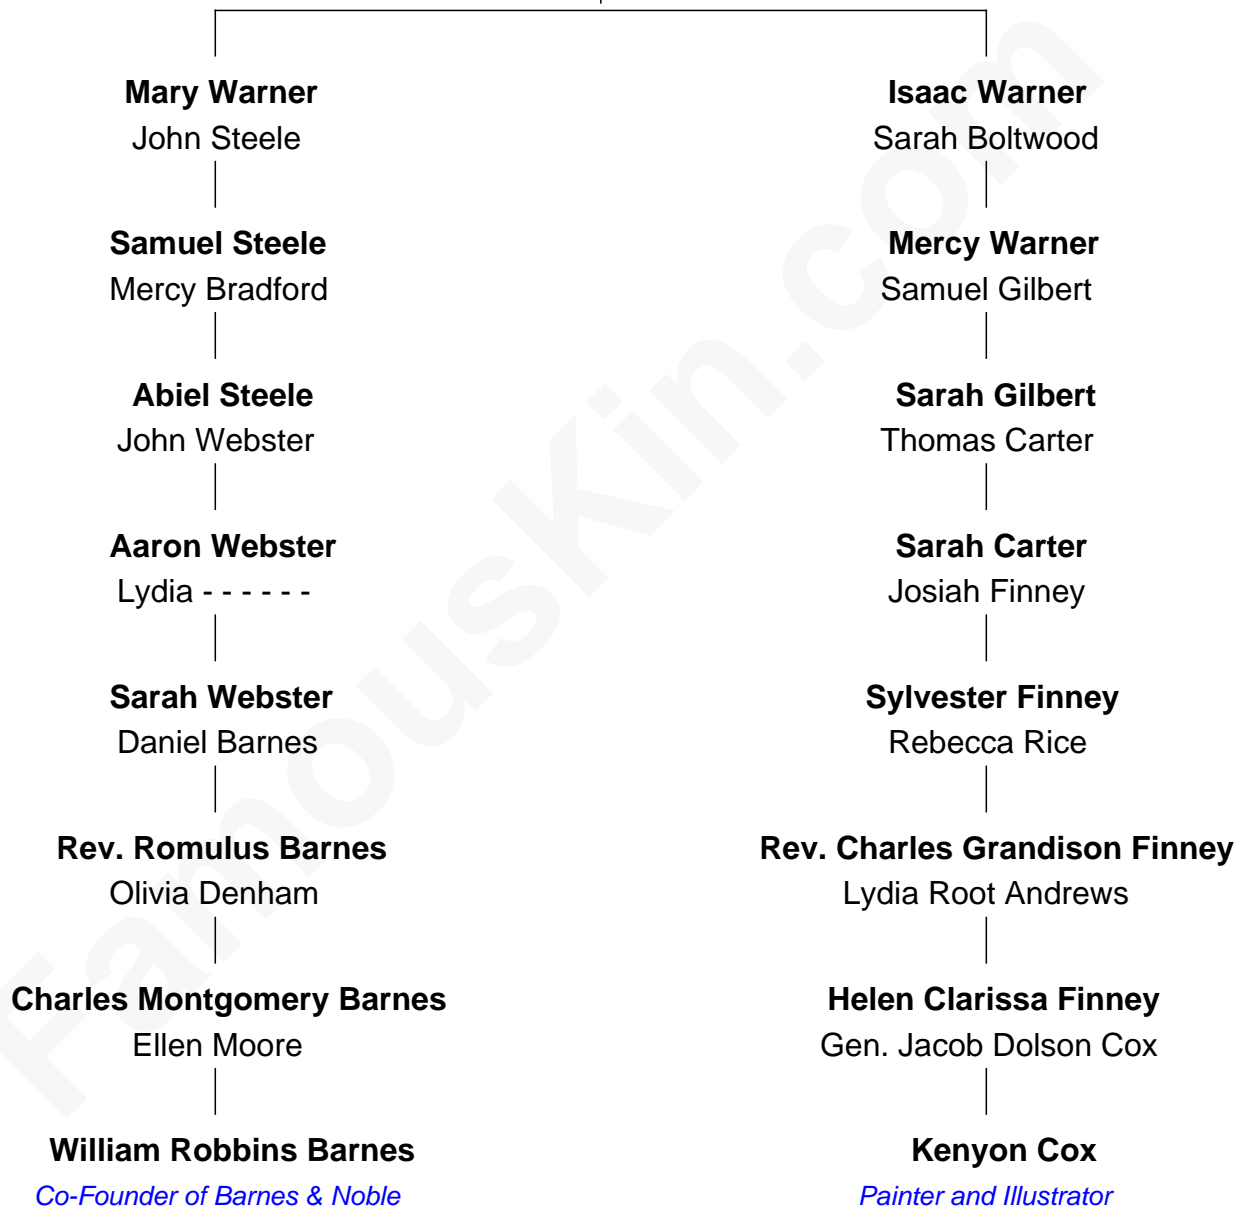 Mary Warner
John Steele
Samuel Steele
Mercy Bradford
Abiel Steele
John Webster
Aaron Webster
Lydia - - - - - -
Sarah Webster
Daniel Barnes
Rev. Romulus Barnes
Olivia Denham
Charles Montgomery Barnes
Ellen Moore
William Robbins Barnes
Co-Founder of Barnes & Noble
Isaac Warner
Sarah Boltwood
Mercy Warner
Samuel Gilbert
Sarah Gilbert
Thomas Carter
Sarah Carter
Josiah Finney
Sylvester Finney
Rebecca Rice
Rev. Charles Grandison Finney
Lydia Root Andrews
Helen Clarissa Finney
Gen. Jacob Dolson Cox
Kenyon Cox
Painter and Illustrator
FamousKin.com